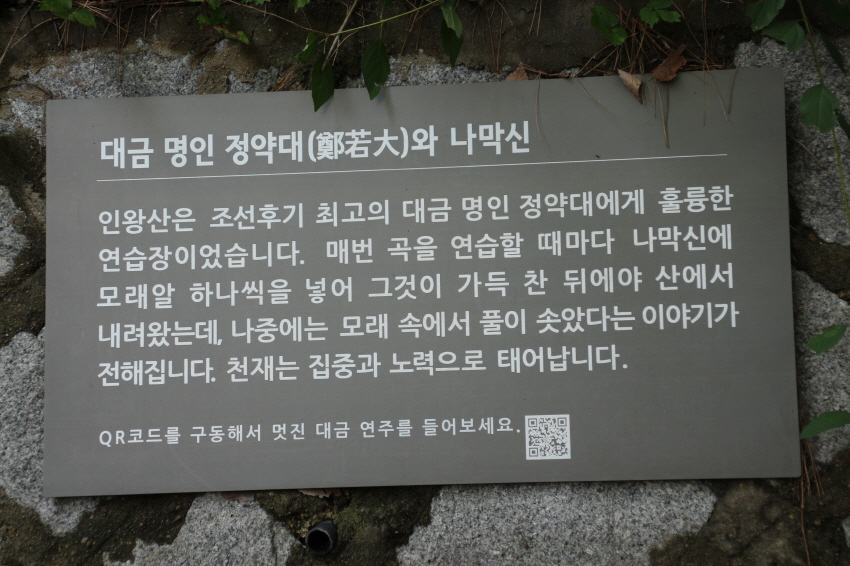 대금 명인 정약대(鄭若大)와 나막신
인왕산은 조선후기 최고의 대금 명인 정약대에게 훌륭한
연습장이었습니다. 매번 곡을 연습할 때마다 나막신에
모래알 하나씩을 넣어 그것이 가득 찬 뒤에야 산에서
내려왔는데, 나중에는 모래 속에서 풀이 솟았다는 이야기가
전해집니다. 천재는 집중과 노력으로 태어납니다.
QR코드를 구동해서 멋진 대금 연주를 들어보세요.